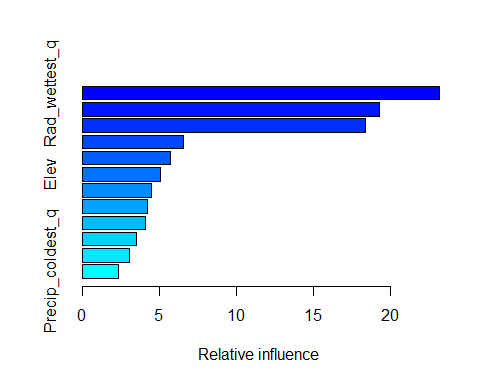 Rad_wettest_q
Elev
Precip_coldest_q
0 5 10 15 20
Relative influence